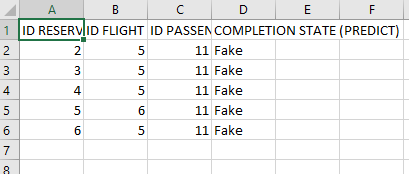 A B C D E F
1 ID RESERV ID FLIGHT ID PASSEN COMPLETION STATE (PREDICT)
2 2 5 11 Fake
3 3 5 11 Fake
4 4 5 11 Fake
5 5 6 11 Fake
6 6 5 11 Fake
7
8